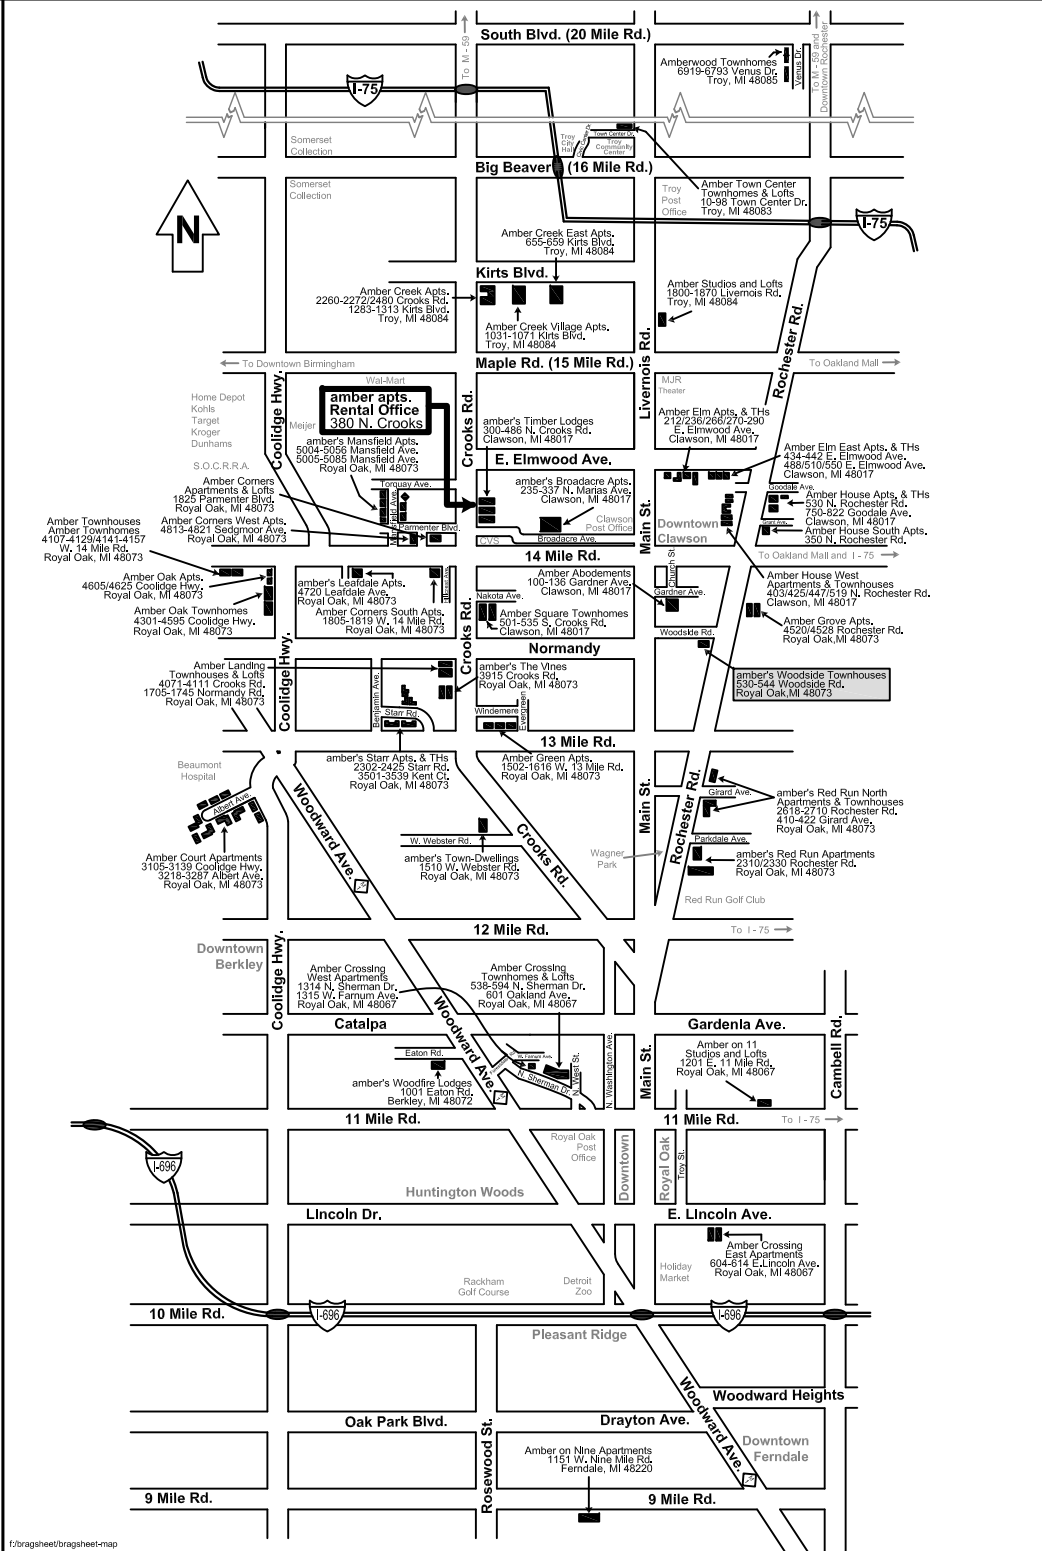 South Blvd. (20 Mile Rd.)
To M - 59
To M - 59 and
Downtown Rochester
Amberwood Townhomes
6919-6793 Venus Dr.
Troy, MI 48085
Venus Dr.
I-75
Somerset
Collection
Troy
City
Hall
Civic Center Dr.
Town Center Dr.
Troy
Community
Center
Big Beaver (16 Mile Rd.)
Somerset
Collection
Troy
Post
Office
Amber Town Center
Townhomes & Lofts
10-98 Town Center Dr.
Troy, MI 48083
N
I-75
Amber Creek East Apts.
655-659 Kirts Blvd.
Troy, MI 48084
Kirts Blvd.
Amber Creek Apts.
2260-2272/2480 Crooks Rd.
1283-1313 Kirts Blvd.
Troy, MI 48084
Amber Studios and Lofts
1800-1870 Livernois Rd.
Troy, MI 48084
Amber Creek Village Apts.
1031-1071 Kirts Blvd.
Troy, MI 48084
Livernois Rd.
Rochester Rd.
To Downtown Birmingham
Maple Rd. (15 Mile Rd.)
To Oakland Mall
Wal-Mart
MJR
Theater
Coolidge Hwy.
Crooks Rd.
Home Depot
Kohls
Target
Kroger
Dunhams
Meijer
S.O.C.R.R.A.
amber apts.
Rental Office
380 N. Crooks
amber's Timber Lodges
300-486 N. Crooks Rd.
Clawson, MI 48017
Amber Elm Apts. & THs
212/236/266/270-290
E. Elmwood Ave.
Clawson, MI 48017
amber's Mansfield Apts.
5004-5056 Mansfield Ave.
5005-5085 Mansfield Ave.
Royal Oak, MI 48073
E. Elmwood Ave.
Amber Elm East Apts. & THs
434-442 E. Elmwood Ave.
488/510/550 E. Elmwood Ave.
Clawson, MI 48017
Amber Corners
Apartments & Lofts
1825 Parmenter Blvd.
Royal Oak, MI 48073
Torquay Ave.
Mansfield Ave.
Parmenter Blvd.
amber's Broadacre Apts.
235-337 N. Marias Ave.
Clawson, MI 48017
Goodale Ave.
Amber House Apts. & THs
530 N. Rochester Rd.
750-822 Goodale Ave.
Clawson, MI 48017
Grant Ave.
Amber House South Apts.
350 N. Rochester Rd.
Amber Townhouses
Amber Townhomes
4107-4129/4141-4157
W. 14 Mile Rd.
Royal Oak, MI 48073
Amber Corners West Apts.
4813-4821 Sedgmoor Ave.
Royal Oak, MI 48073
Clawson
Post Office
Main St.
Downtown
Clawson
CVS
Broadacre Ave.
14 Mile Rd.
To Oakland Mall and I - 75
Amber Oak Apts.
4605/4625 Coolidge Hwy.
Royal Oak, MI 48073
amber's Leafdale Apts.
4720 Leafdale Ave.
Royal Oak, MI 48073
Hillcrest Ave.
Amber Abodements
100-136 Gardner Ave.
Clawson, MI 48017
Church St.
Gardner Ave.
Amber House West
Apartments & Townhouses
403/425/447/519 N. Rochester Rd.
Clawson, MI 48017
Amber Oak Townhomes
4301-4595 Coolidge Hwy.
Royal Oak, MI 48073
Amber Corners South Apts.
1805-1819 W. 14 Mile Rd.
Royal Oak, MI 48073
Nakota Ave.
Amber Square Townhomes
501-535 S. Crooks Rd.
Clawson, MI,48017
Amber Grove Apts.
4520/4528 Rochester Rd.
Royal Oak,MI 48073
Crooks Rd.
Coolidge Hwy.
Woodside Rd.
Normandy
Amber Landing
Townhouses & Lofts
4071-4111 Crooks Rd.
1705-1745 Normandy Rd.
Royal Oak, MI 48073
amber's The Vines
3915 Crooks Rd.
Royal Oak, MI 48073
amber's Woodside Townhouses
530-544 Woodside Rd.
Royal Oak,MI 48073
Benjamin Ave.
Starr Rd.
Windemere
Evergreen
13 Mile Rd.
amber's Starr Apts. & THs
2302-2425 Starr Rd.
3501-3539 Kent Ct.
Royal Oak, MI 48073
Amber Green Apts.
1502-1616 W. 13 Mile Rd.
Royal Oak, MI 48073
Beaumont
Hospital
Albert Ave.
Woodward Ave.
Main St.
Rochester Rd.
Girard Ave.
amber's Red Run North
Apartments & Townhouses
2618-2710 Rochester Rd.
410-422 Girard Ave.
Royal Oak, MI 48073
Crooks Rd.
W. Webster Rd.
amber's Town-Dwellings
1510 W. Webster Rd.
Royal Oak, MI 48073
Parkdale Ave.
Wagner
Park
amber's Red Run Apartments
2310/2330 Rochester Rd.
Royal Oak, MI 48073
Amber Court Apartments
3105-3139 Coolidge Hwy.
3218-3287 Albert Ave.
Royal Oak, MI 48073
Red Run Golf Club
12 Mile Rd.
To I - 75
Downtown
Berkley
Coolidge Hwy.
Amber Crossing
West Apartments
1314 N. Sherman Dr.
1315 W. Farnum Ave.
Royal Oak, MI 48067
Amber Crossing
Townhomes & Lofts
538-594 N. Sherman Dr.
601 Oakland Ave.
Royal Oak, MI 48067
Woodward Ave.
Catalpa
Gardenia Ave.
Cambell Rd.
Eaton Rd.
W. Farnum Ave.
N. Sherman Dr.
N. West St.
N. Washington Ave.
Main St.
Amber on 11
Studios and Lofts
1201 E. 11 Mile Rd.
Royal Oak, MI 48067
amber's Woodfire Lodges
1001 Eaton Rd.
Berkley, MI 48072
11 Mile Rd.
11 Mile Rd.
To I - 75
I-696
Royal Oak
Post
Office
Downtown
Royal Oak
Troy St.
Huntington Woods
Lincoln Dr.
E. Lincoln Ave.
Amber Crossing
East Apartments
604-614 E.Lincoln Ave.
Royal Oak, MI 48067
Rackham
Golf Course
Detroit
Zoo
Holiday
Market
10 Mile Rd.
I-696
I-696
Pleasant Ridge
Woodward Heights
Woodward Ave.
Oak Park Blvd.
Rosewood St.
Drayton Ave.
Downtown
Ferndale
Amber on Nine Apartments
1151 W. Nine Mile Rd.
Ferndale, MI 48220
9 Mile Rd.
9 Mile Rd.
f:/bragsheet/bragsheet-map